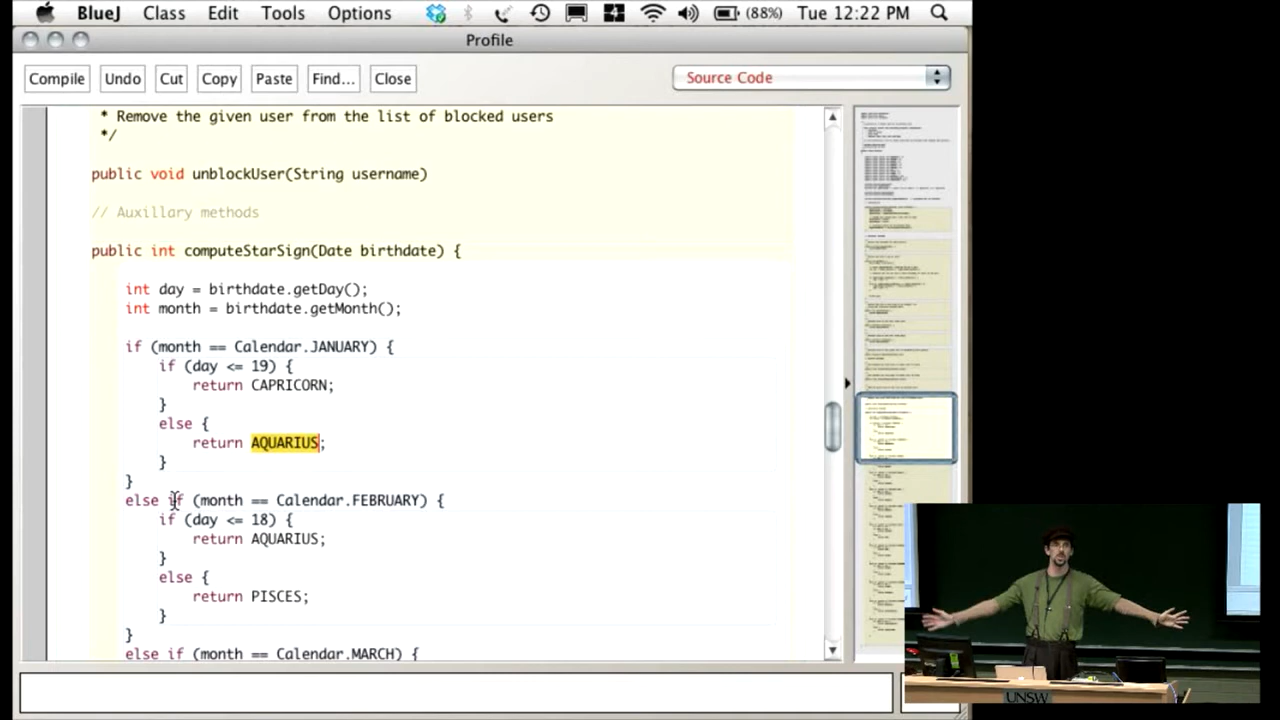 BlueJ Class Edit Tools Options 4 (88%) Tue 12:22 PM
Profile
Compile Undo Cut Copy Paste Find... Close Source Code
* Remove the given user from the list of blocked users
*/
public void unblockUser(String username)
// Auxillary methods
public int computeStarSign(Date birthdate) {
int day = birthdate.getDay();
int month = birthdate.getMonth();
if (month == Calendar.JANUARY) {
if (day <= 19) {
return CAPRICORN;
}
else {
return AQUARIUS;
}
}
else if (month == Calendar.FEBRUARY) {
if (day <= 18) {
return AQUARIUS;
}
else {
return PISCES;
}
}
else if (month == Calendar.MARCH) {
UNSW